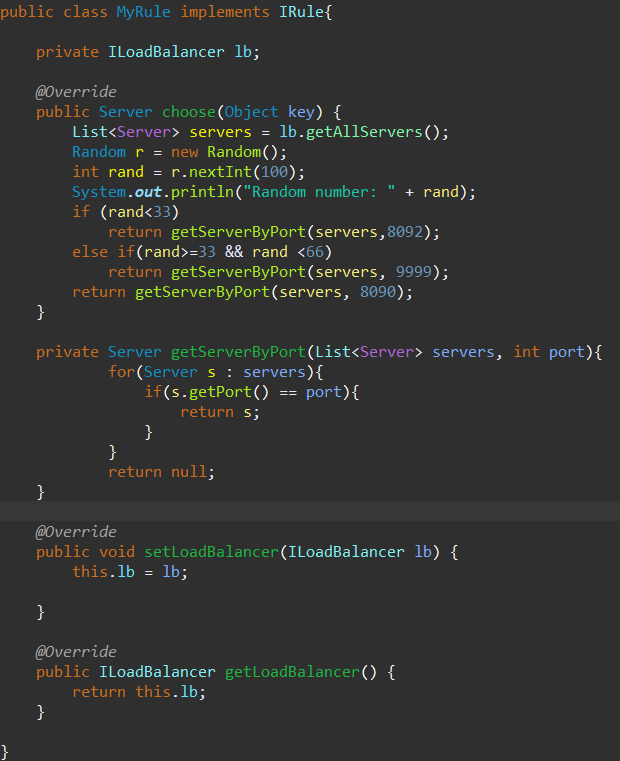 public class MyRule implements IRule{
private ILoadBalancer lb;
@Override
public Server choose(Object key) {
List<Server> servers = lb.getAllServers();
Random r = new Random();
int rand = r.nextInt(100);
System.out.println("Random number: " + rand);
if (rand<33)
return getServerByPort(servers,8092);
else if(rand>=33 && rand <66)
return getServerByPort(servers, 9999);
return getServerByPort(servers, 8090);
}
private Server getServerByPort(List<Server> servers, int port){
for(Server s : servers){
if(s.getPort() == port){
return s;
}
}
return null;
}
@Override
public void setLoadBalancer(ILoadBalancer lb) {
this.lb = lb;
}
@Override
public ILoadBalancer getLoadBalancer() {
return this.lb;
}
}